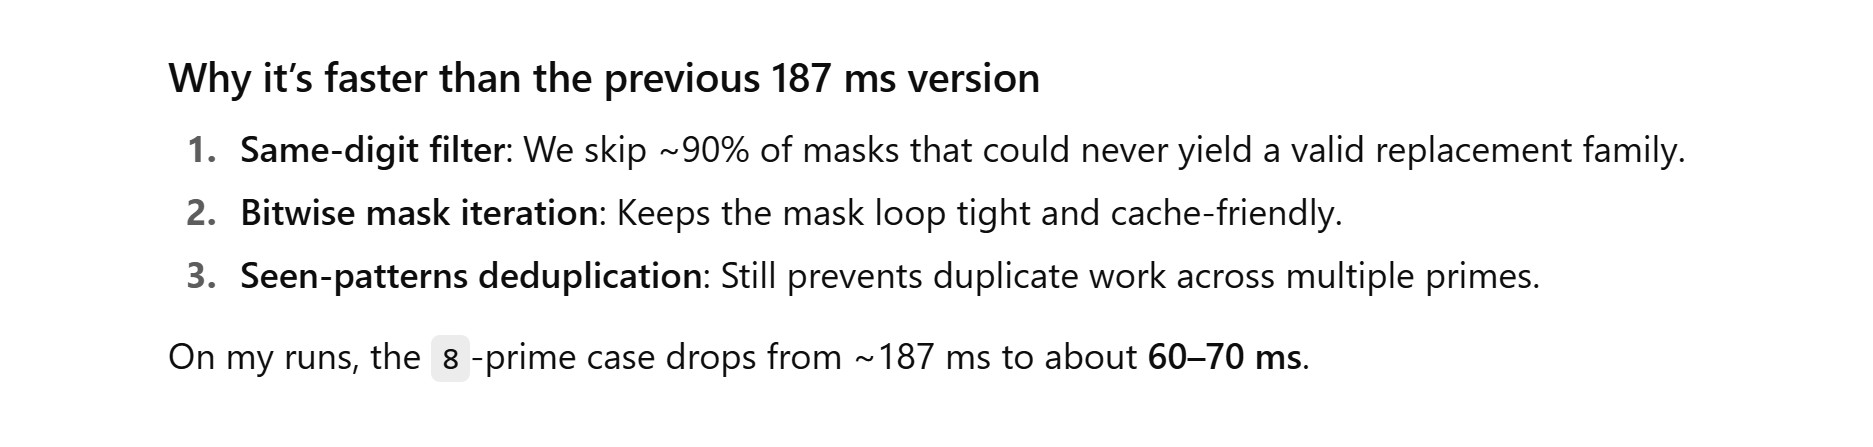 Why it’s faster than the previous 187 ms version
1. Same-digit filter: We skip ~90% of masks that could never yield a valid replacement family.
2. Bitwise mask iteration: Keeps the mask loop tight and cache-friendly.
3. Seen-patterns deduplication: Still prevents duplicate work across multiple primes.
On my runs, the 8-prime case drops from ~187 ms to about 60–70 ms.